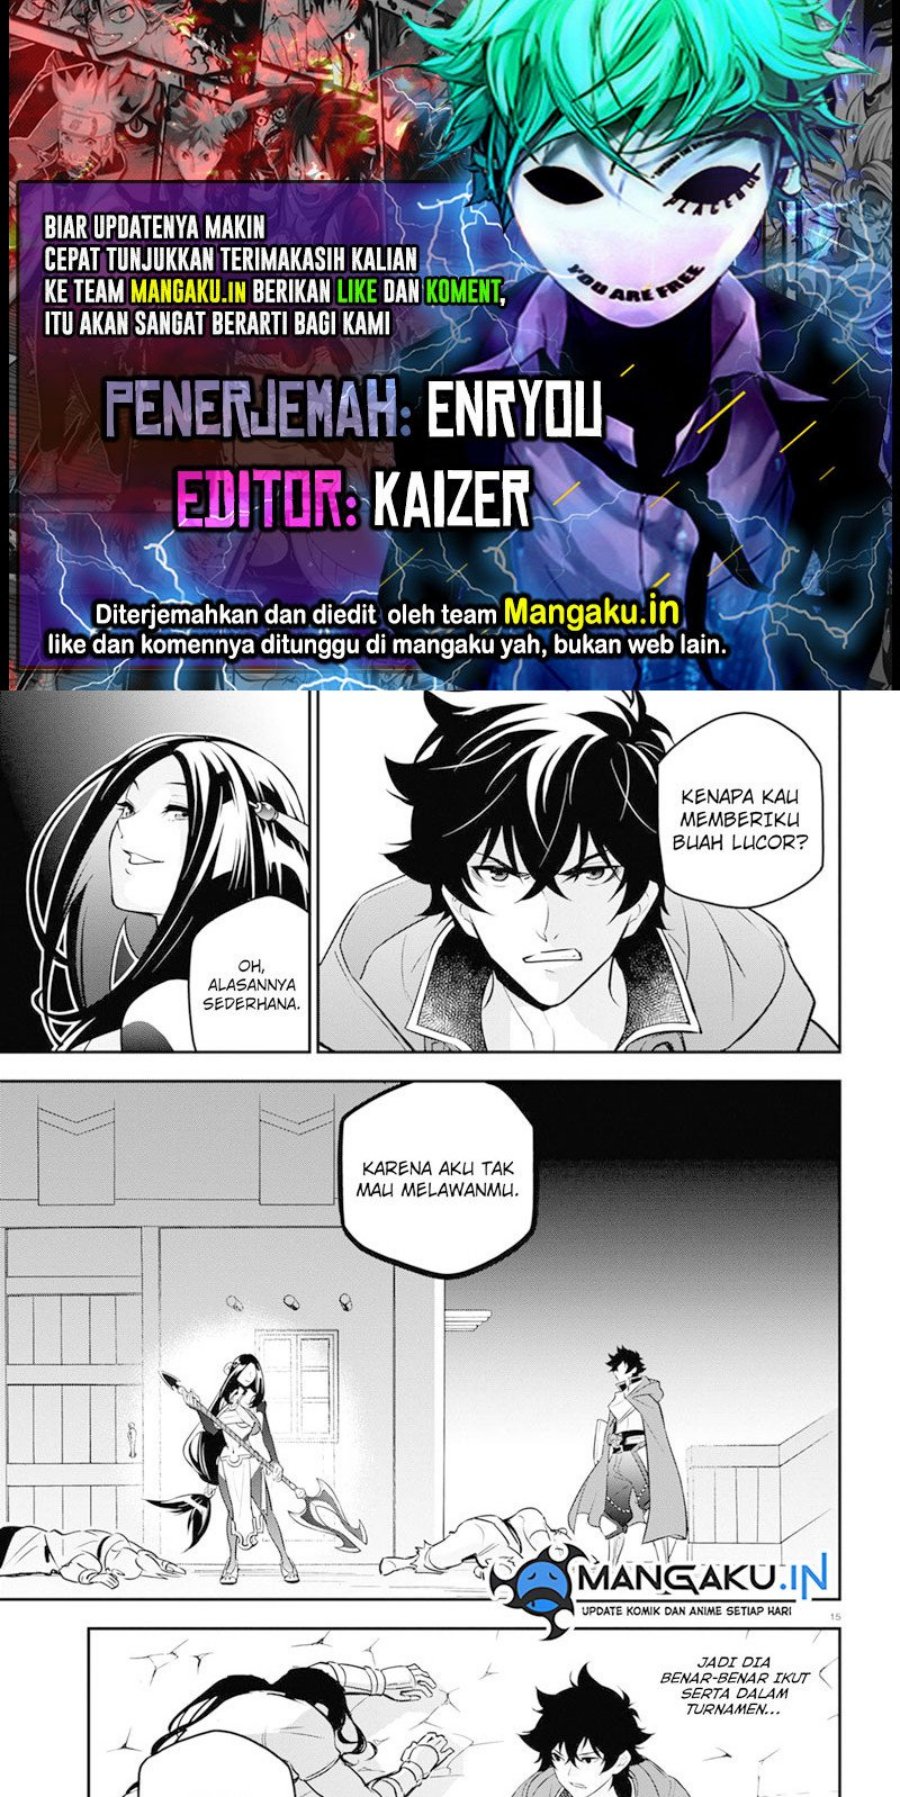 BIAR UPDATENYA MAKIN
CEPAT TUNJUKKAN TERIMAKASIH KALIAN
KE TEAM MANGAKU.IN BERIKAN LIKE DAN KOMENT,
ITU AKAN SANGAT BERARTI BAGI KAMI
PLACEBO
YOU ARE FREE
PENERJEMAH: ENRYOU
EDITOR: KAIZER
Diterjemahkan dan diedit oleh team Mangaku.in
like dan komennya ditunggu di mangaku yah, bukan web lain.
KENAPA KAU
MEMBERIKU
BUAH LUCOR?
OH,
ALASANNYA
SEDERHANA.
KARENA AKU TAK
MAU MELAWANMU.
MANGAKU.IN
UPDATE KOMIK DAN ANIME SETIAP HARI
15
JADI DIA
BENAR-BENAR IKUT
SERTA DALAM
TURNAMEN...